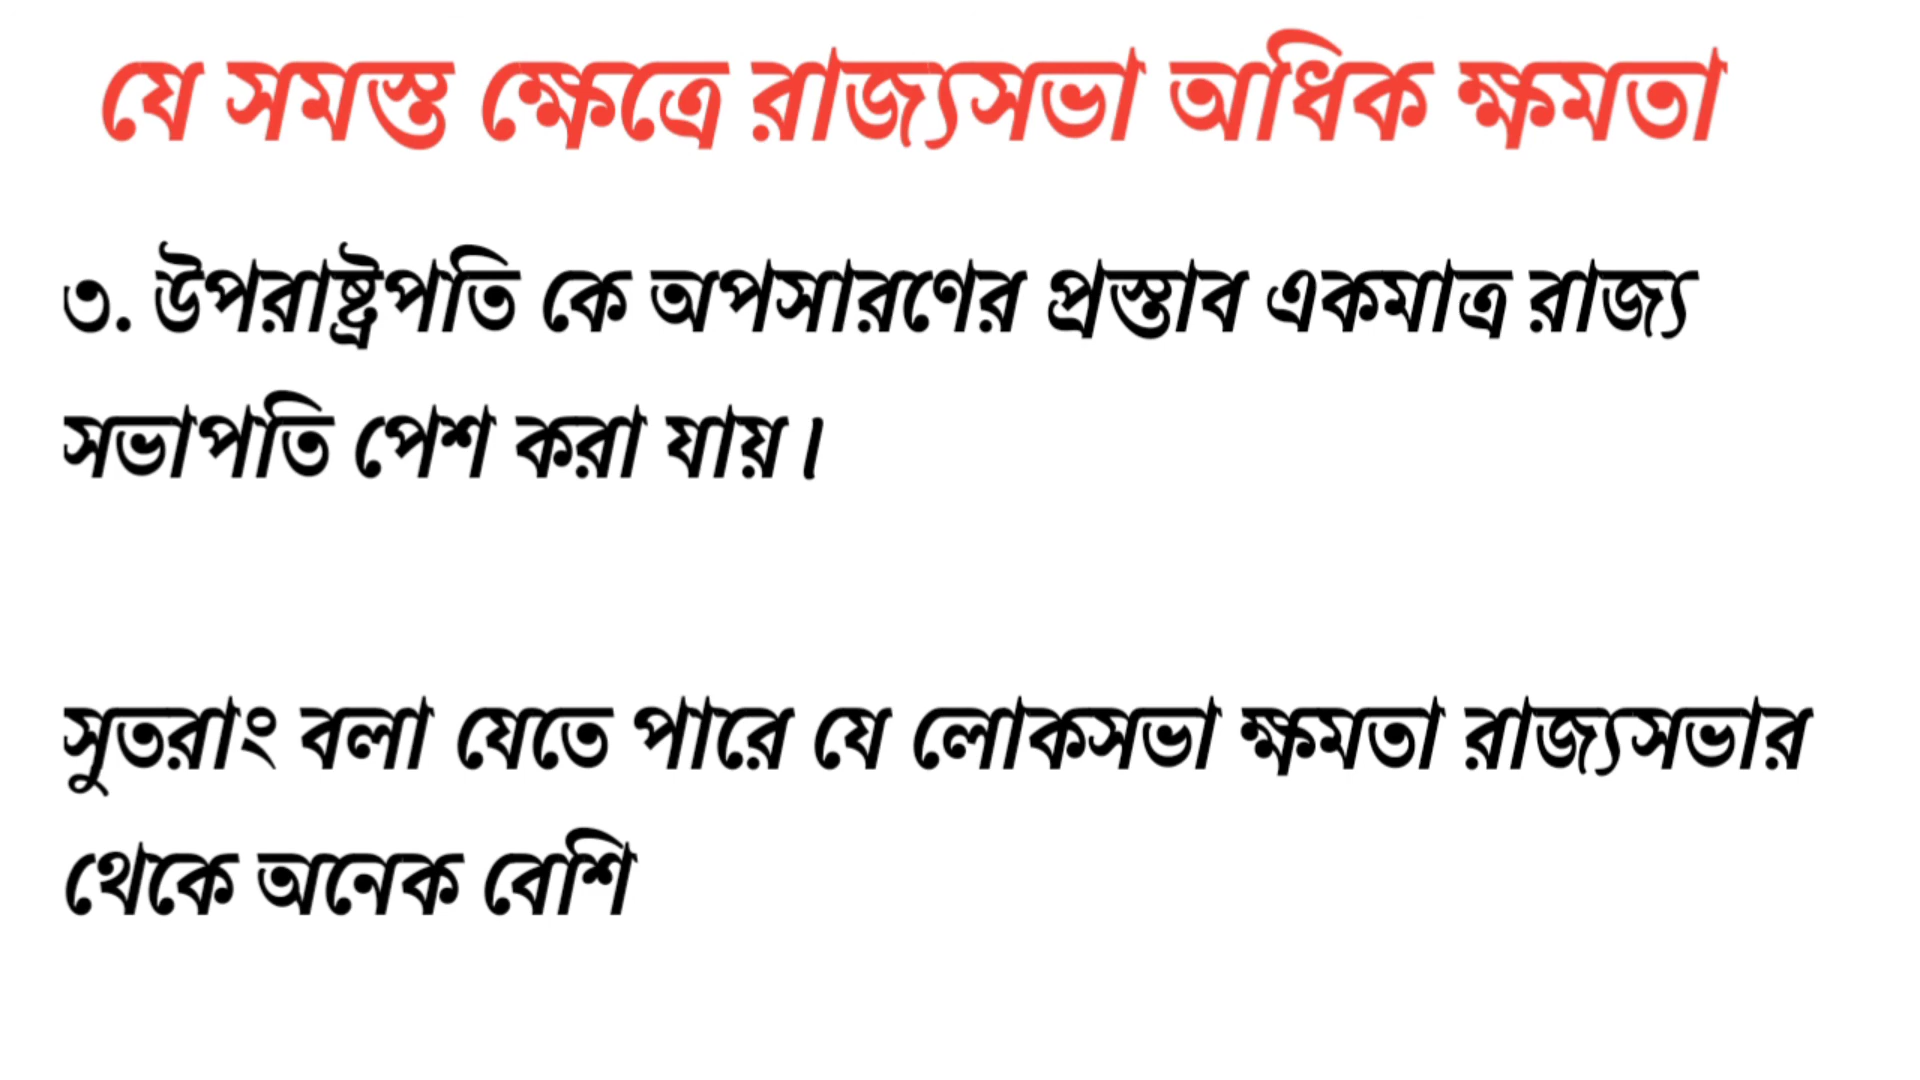 যে সমস্ত ক্ষেত্রে রাজ্যসভা অধিক ক্ষমতা
৩. উপরাষ্ট্রপতি কে অপসারণের প্রস্তাব একমাত্র রাজ্য
সভাপতি পেশ করা যায়।
সুতরাং বলা যেতে পারে যে লোকসভা ক্ষমতা রাজ্যসভার
থেকে অনেক বেশি